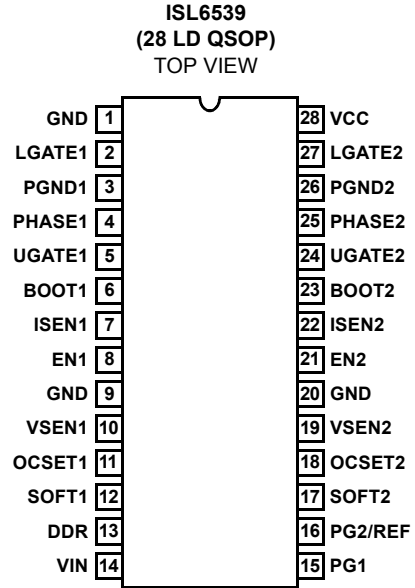 ISL6539
(28 LD QSOP)
TOP VIEW
GND 1 28 VCC
LGATE1 2 27 LGATE2
PGND1 3 26 PGND2
PHASE1 4 25 PHASE2
UGATE1 5 24 UGATE2
BOOT1 6 23 BOOT2
ISEN1 7 22 ISEN2
EN1 8 21 EN2
GND 9 20 GND
VSEN1 10 19 VSEN2
OCSET1 11 18 OCSET2
SOFT1 12 17 SOFT2
DDR 13 16 PG2/REF
VIN 14 15 PG1